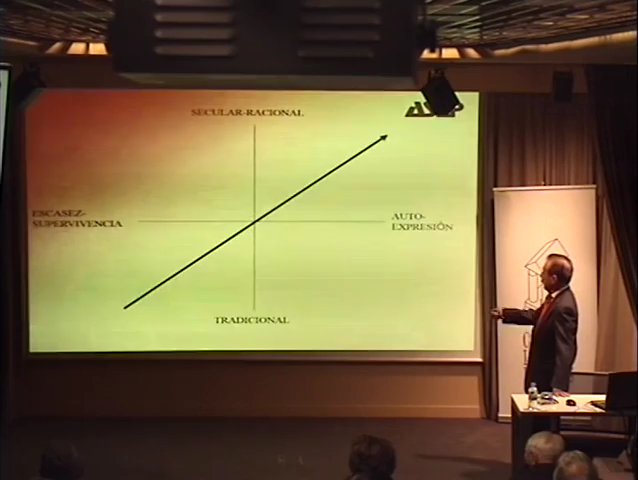 SECULAR-RACIONAL
ESCASEZ-
SUPERVIVENCIA
AUTO-
EXPRESIÓN
TRADICIONAL